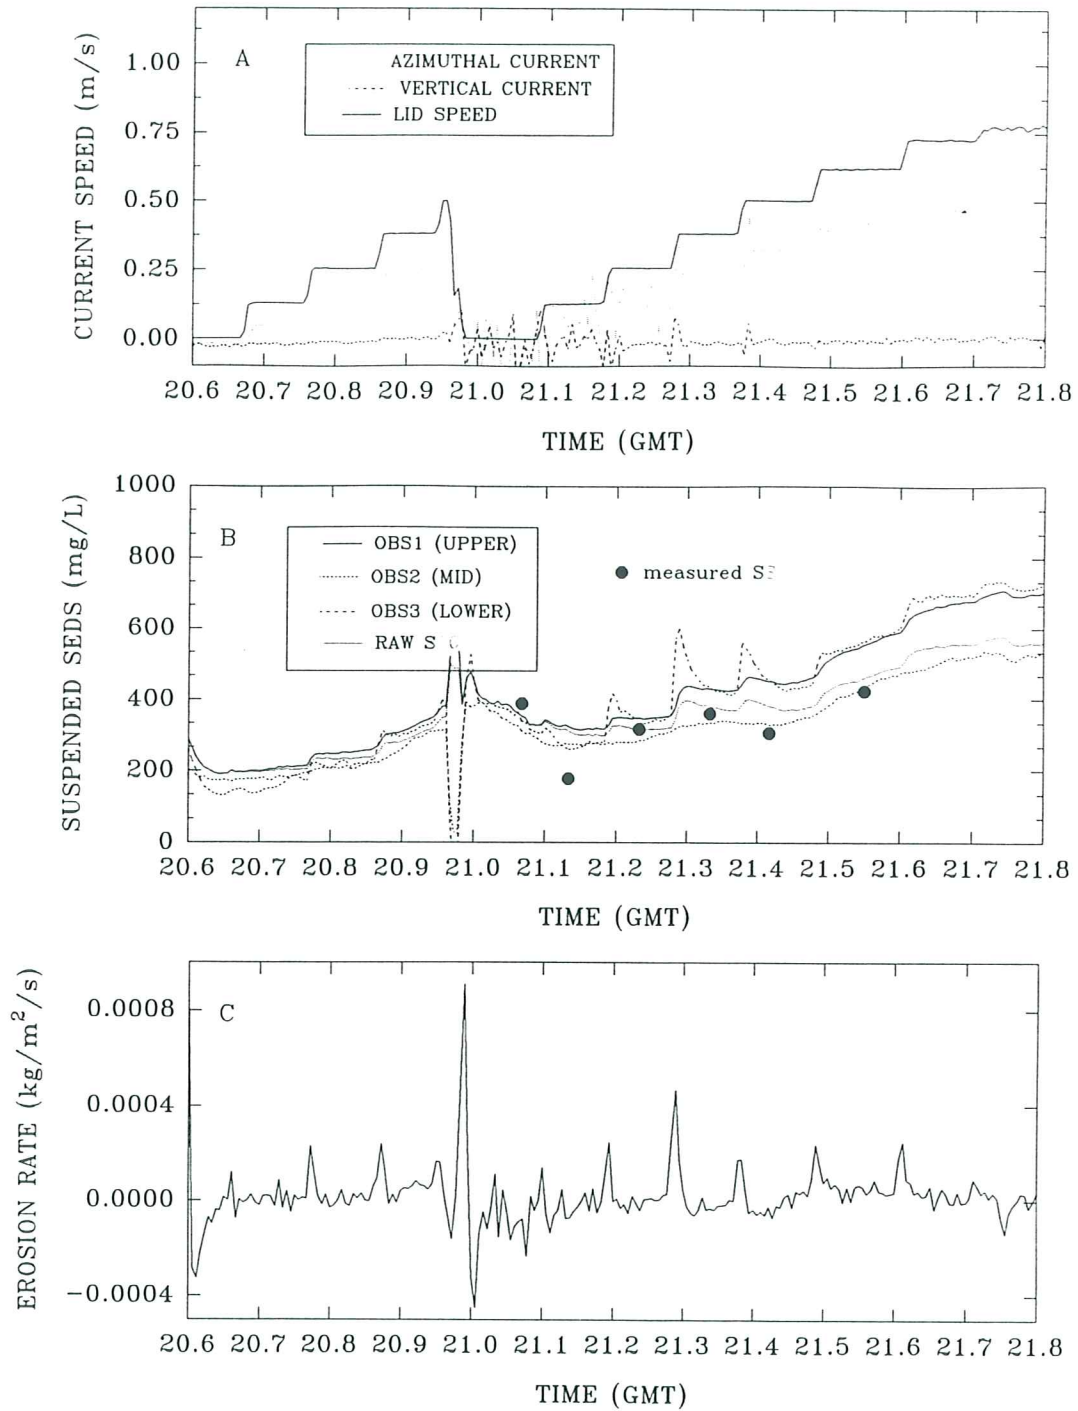 A
AZIMUTHAL CURRENT
VERTICAL CURRENT
LID SPEED
CURRENT SPEED (m/s)
1.00
0.75
0.50
0.25
0.00
20.6 20.7 20.8 20.9 21.0 21.1 21.2 21.3 21.4 21.5 21.6 21.7 21.8
TIME (GMT)
B
OBS1 (UPPER)
OBS2 (MID)
OBS3 (LOWER)
RAW S
measured S
SUSPENDED SEDS (mg/L)
1000
800
600
400
200
0
20.6 20.7 20.8 20.9 21.0 21.1 21.2 21.3 21.4 21.5 21.6 21.7 21.8
TIME (GMT)
C
EROSION RATE (kg/m²/s)
0.0008
0.0004
0.0000
−0.0004
20.6 20.7 20.8 20.9 21.0 21.1 21.2 21.3 21.4 21.5 21.6 21.7 21.8
TIME (GMT)